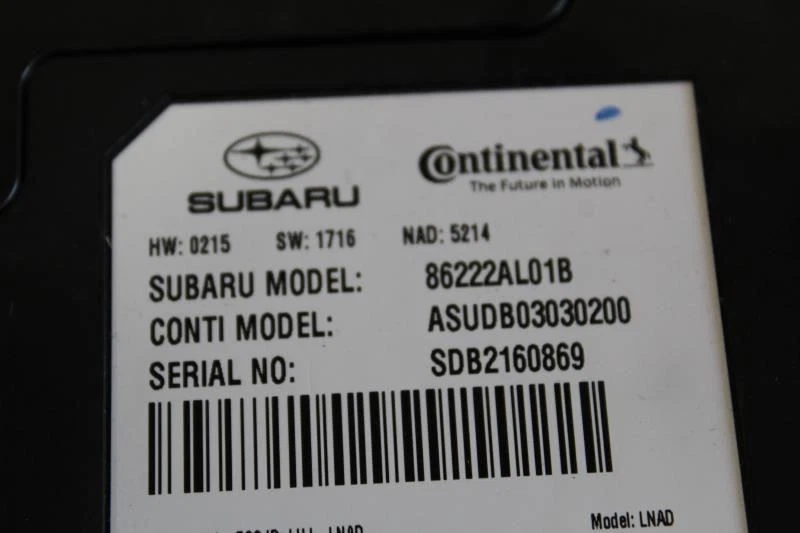 SUBARU
Continental
The Future in Motion
HW: 0215 SW: 1716 NAD: 5214
SUBARU MODEL: 86222AL01B
CONTI MODEL: ASUDB03030200
SERIAL NO: SDB2160869
Model: LNAD